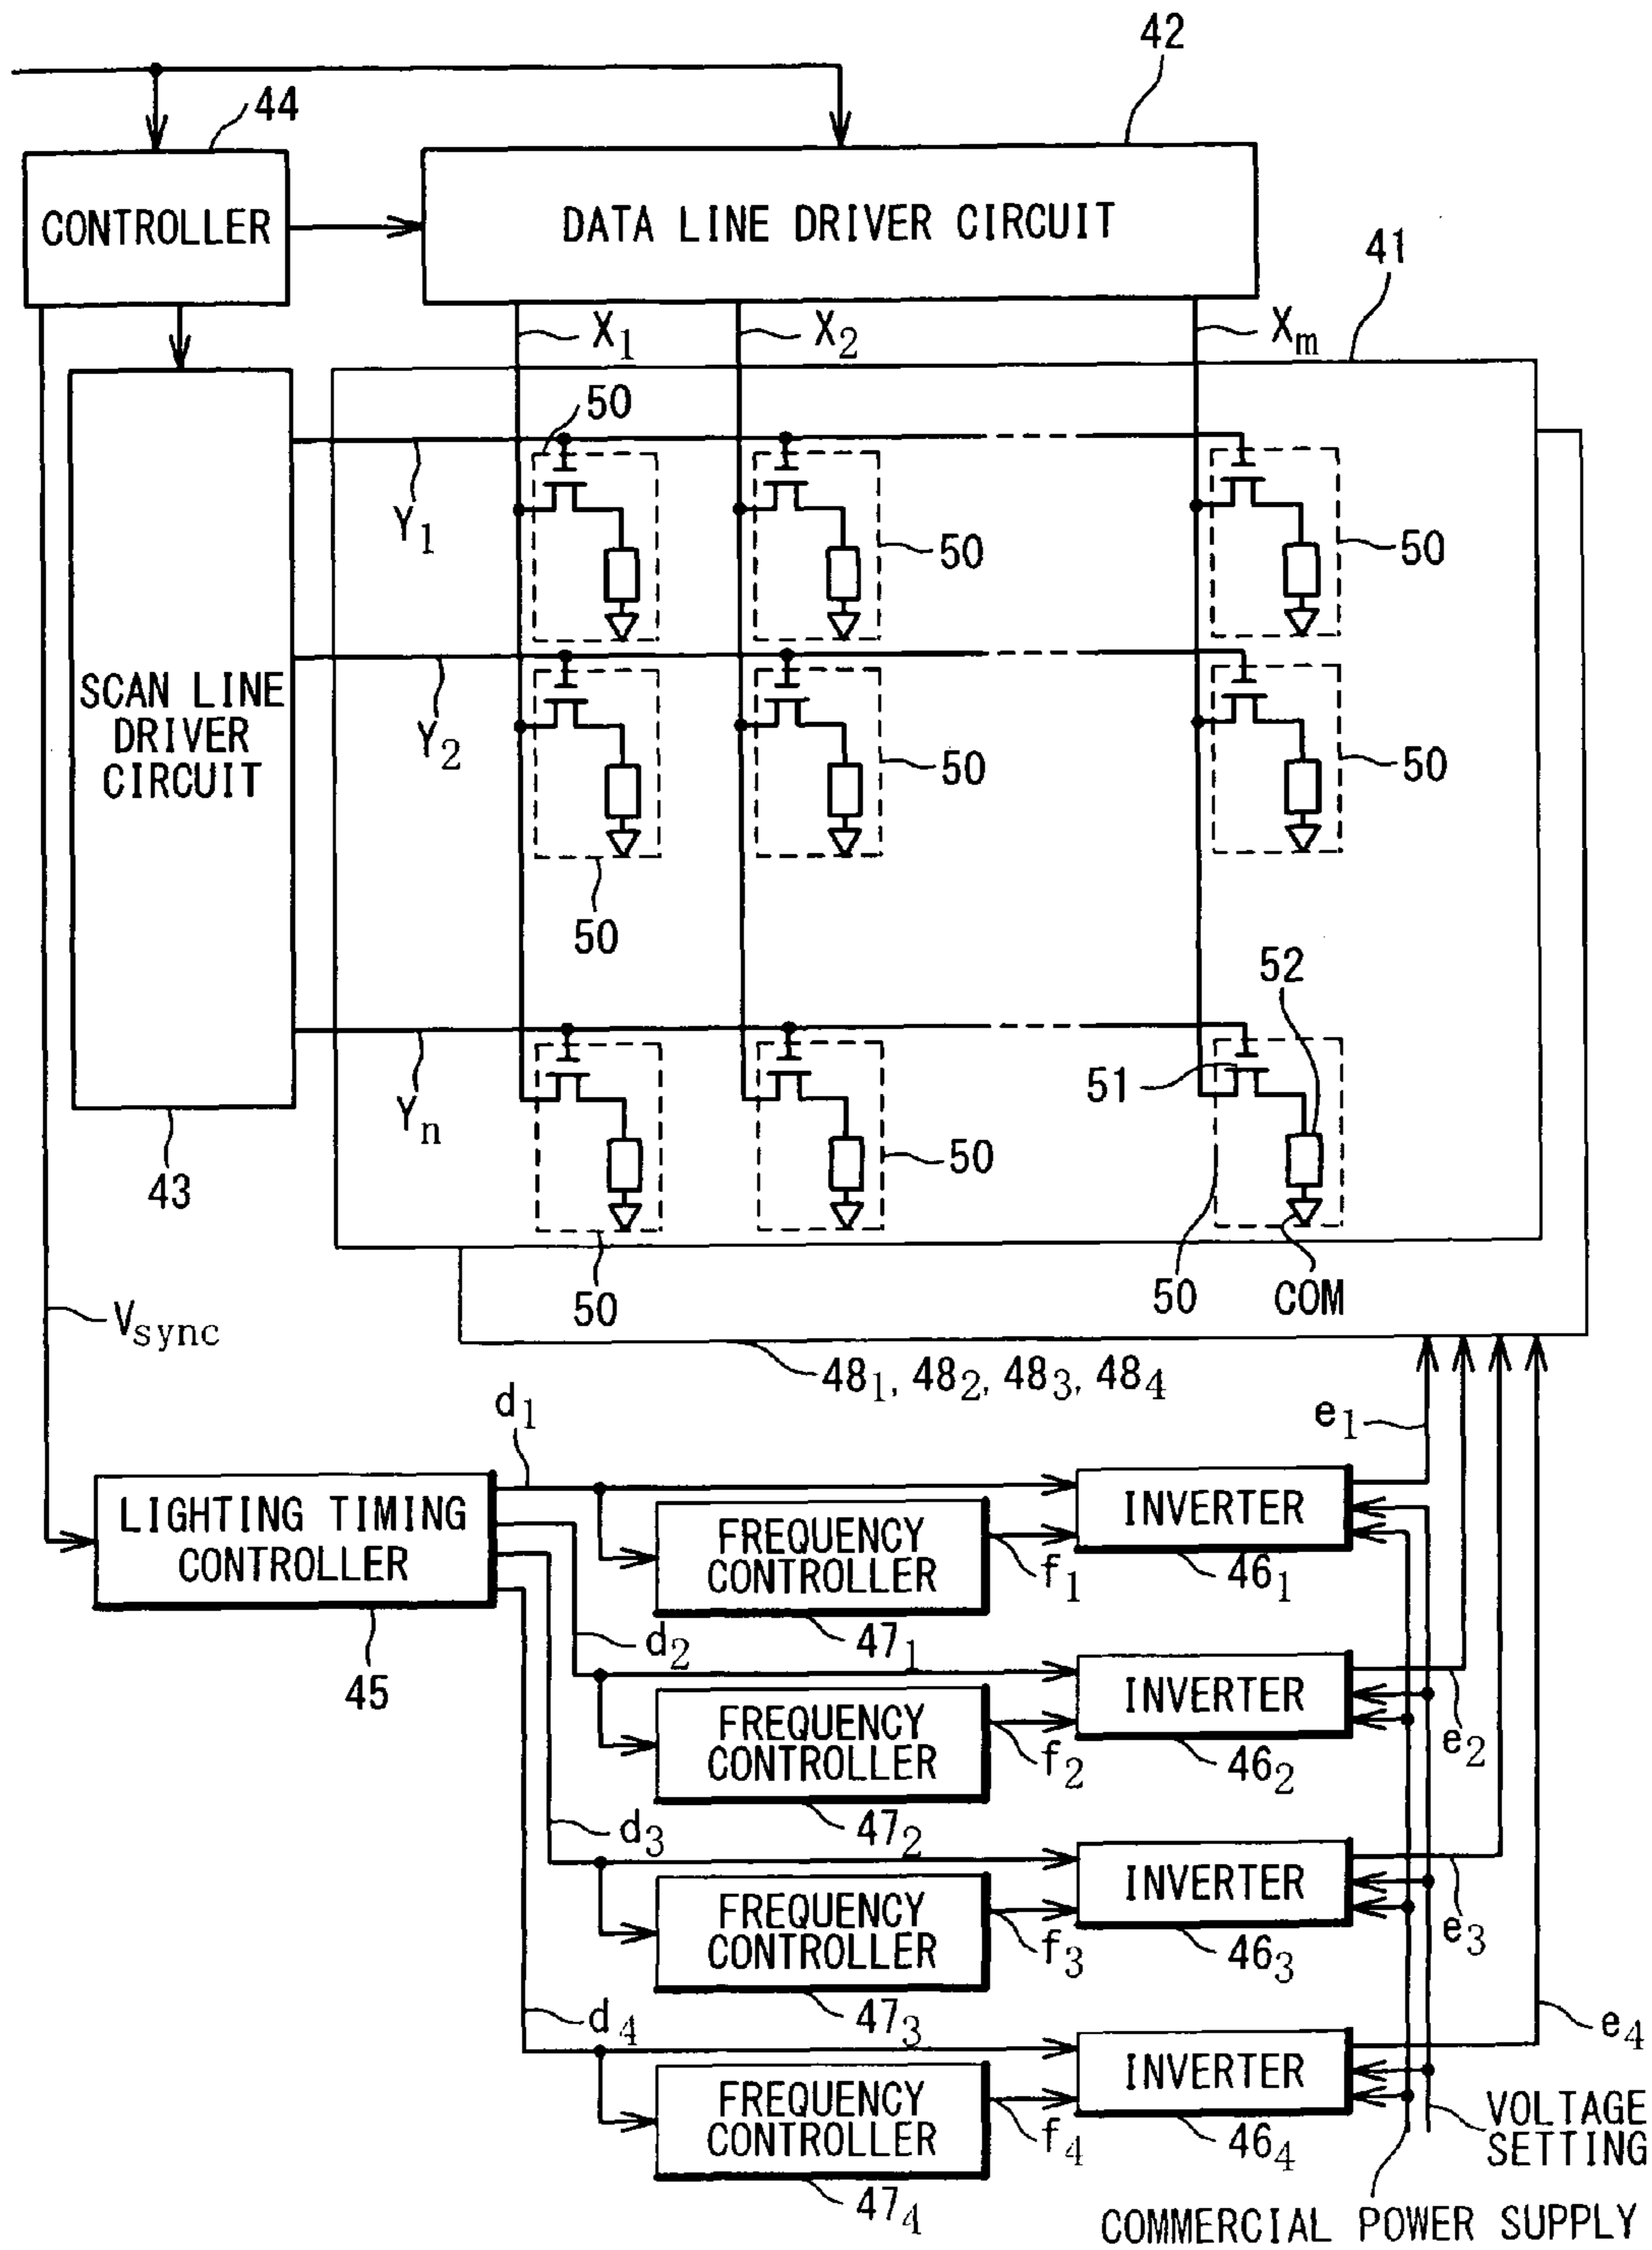 42
44
CONTROLLER
DATA LINE DRIVER CIRCUIT
41
X1
X2
Xm
50
Y1
50
50
SCAN LINE
DRIVER
CIRCUIT
Y2
50
50
50
52
51
Yn
50
43
50
50
COM
Vsync
481, 482, 483, 484
d1
e1
LIGHTING TIMING
CONTROLLER
FREQUENCY
CONTROLLER
INVERTER
f1
461
45
d2
471
FREQUENCY
CONTROLLER
INVERTER
f2
462
e2
d3
472
FREQUENCY
CONTROLLER
INVERTER
f3
463
e3
d4
473
e4
FREQUENCY
CONTROLLER
INVERTER
f4
464
VOLTAGE
SETTING
474
COMMERCIAL POWER SUPPLY